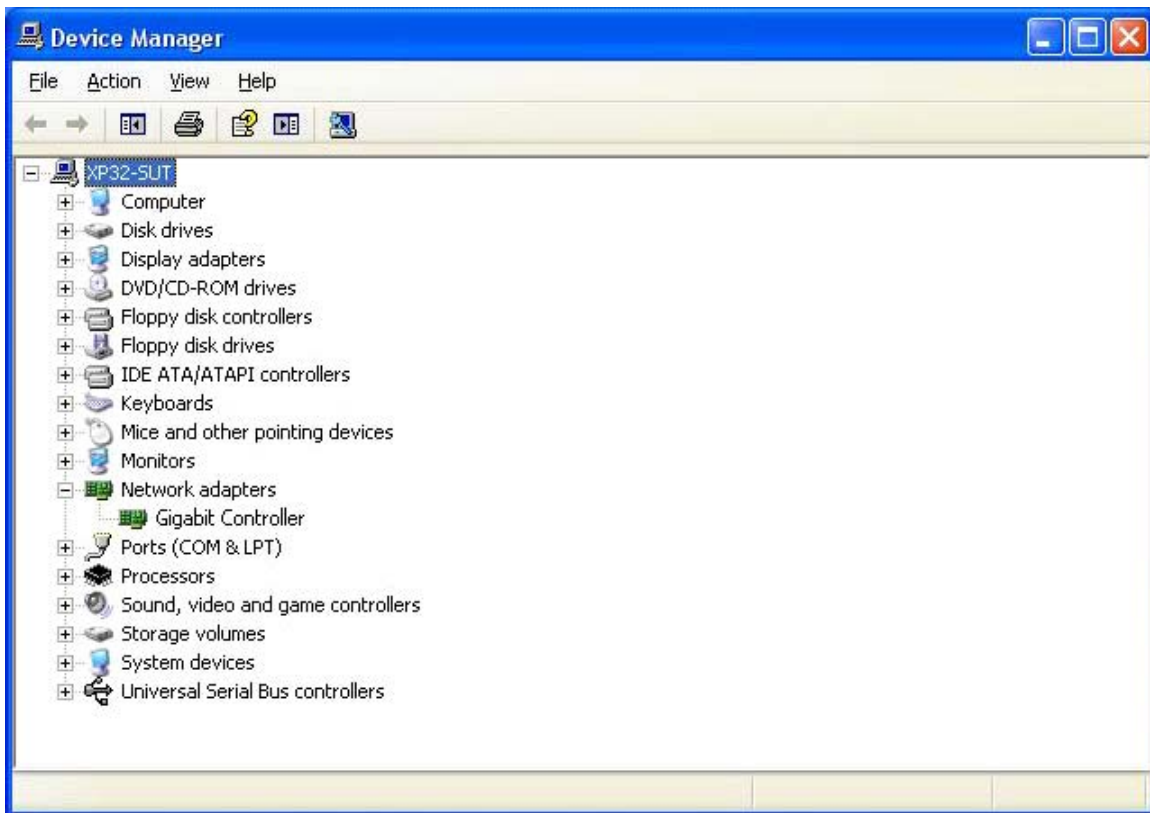 Device Manager
File Action View Help
XP32-SUT
Computer
Disk drives
Display adapters
DVD/CD-ROM drives
Floppy disk controllers
Floppy disk drives
IDE ATA/ATAPI controllers
Keyboards
Mice and other pointing devices
Monitors
Network adapters
Gigabit Controller
Ports (COM & LPT)
Processors
Sound, video and game controllers
Storage volumes
System devices
Universal Serial Bus controllers